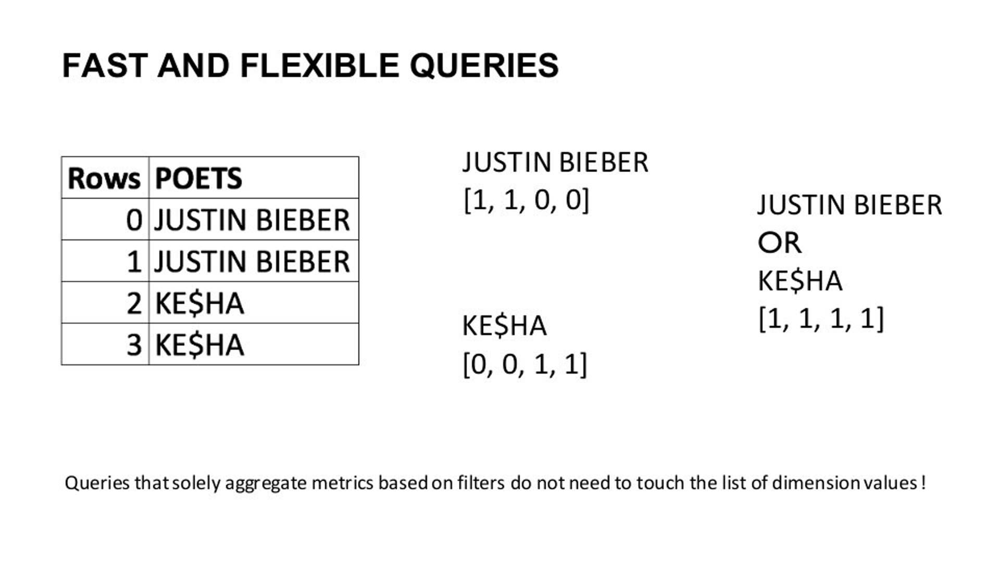 FAST AND FLEXIBLE QUERIES
Rows POETS
0 JUSTIN BIEBER
1 JUSTIN BIEBER
2 KE$HA
3 KE$HA
JUSTIN BIEBER
[1, 1, 0, 0]
KE$HA
[0, 0, 1, 1]
JUSTIN BIEBER
OR
KE$HA
[1, 1, 1, 1]
Queries that solely aggregate metrics based on filters do not need to touch the list of dimension values !